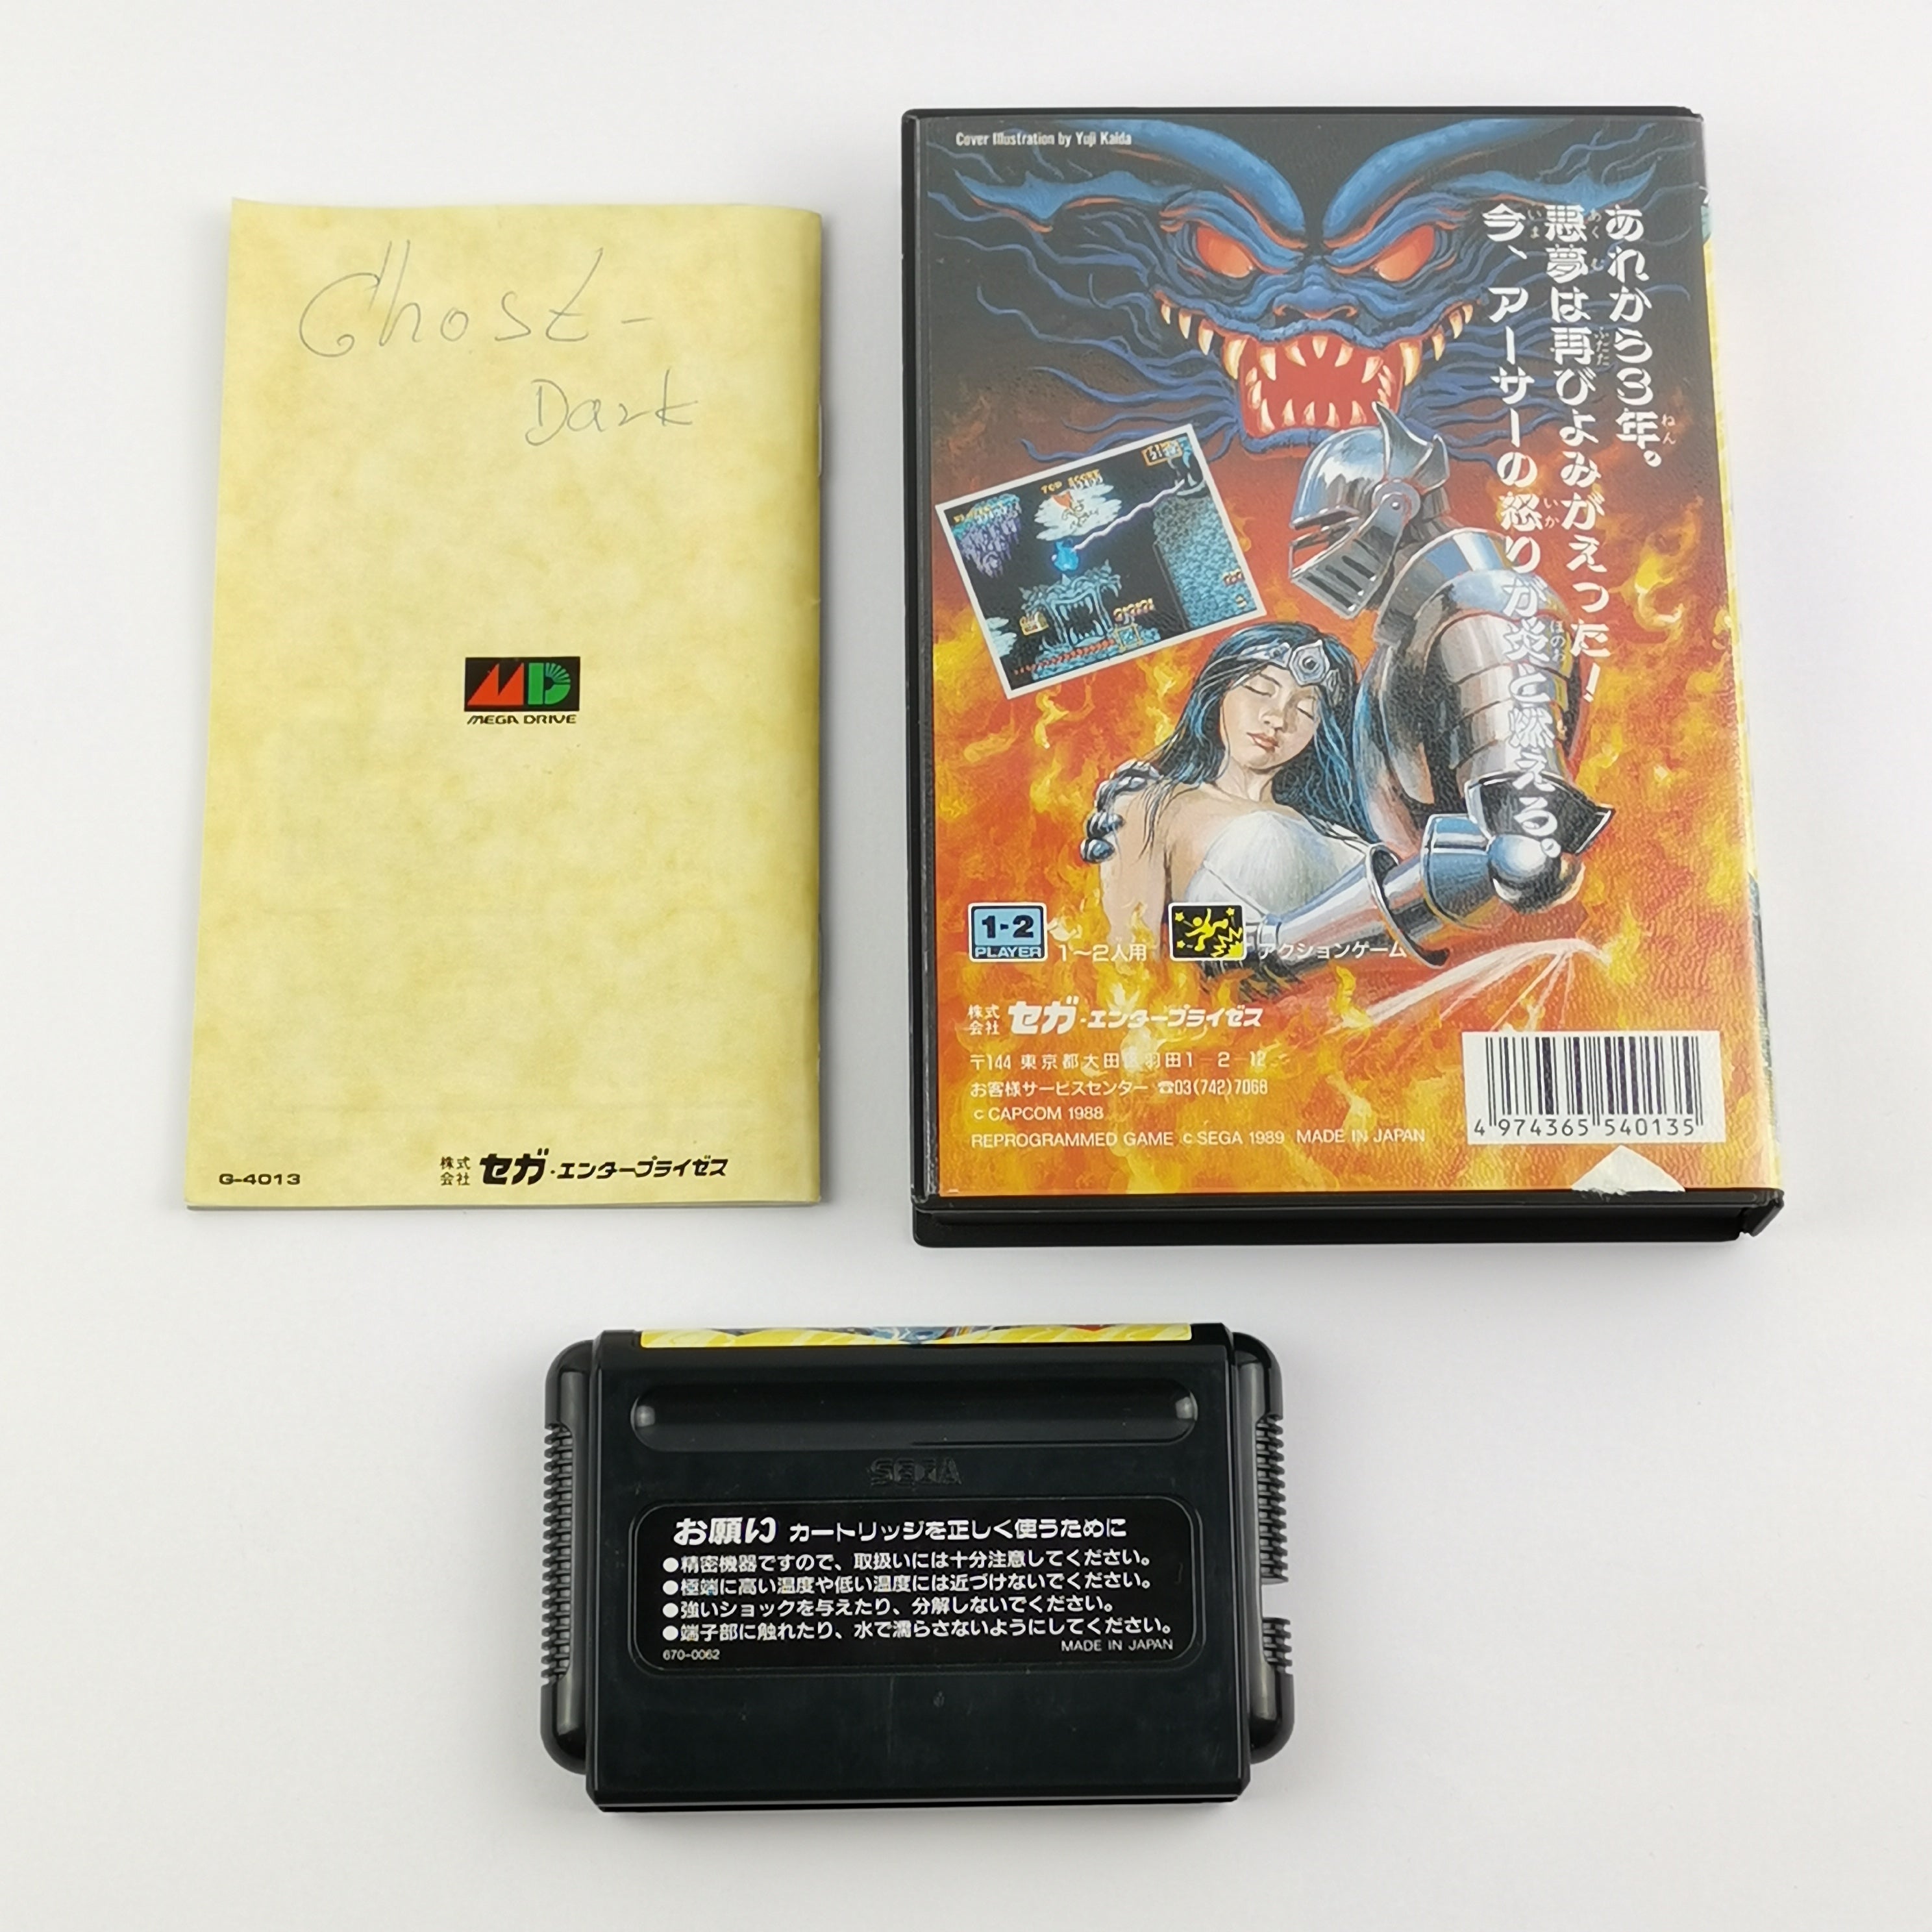 Ghost -
Dark
MD
MEGA DRIVE
G-4013
株式会社 セガ・エンタープライゼス
Cover Illustration by Yuji Kaida
あれから3年。
悪夢は再びよみがえった!
今、アーサーの怒りが炎と燃える。
TOP SCORE
1-2
PLAYER
1〜2人用
アクションゲーム
株式会社 セガ・エンタープライゼス
〒144 東京都大田区羽田1-2-12
お客様サービスセンター ☎03(742)7068
© CAPCOM 1988
REPROGRAMMED GAME © SEGA 1989 MADE IN JAPAN
4 974365 540135
SEGA
お願い カートリッジを正しく使うために
●精密機器ですので、取扱いには十分注意してください。
●極端に高い温度や低い温度には近づけないでください。
●強いショックを与えたり、分解しないでください。
●端子部に触れたり、水で濡らさないようにしてください。
670-0062
MADE IN JAPAN